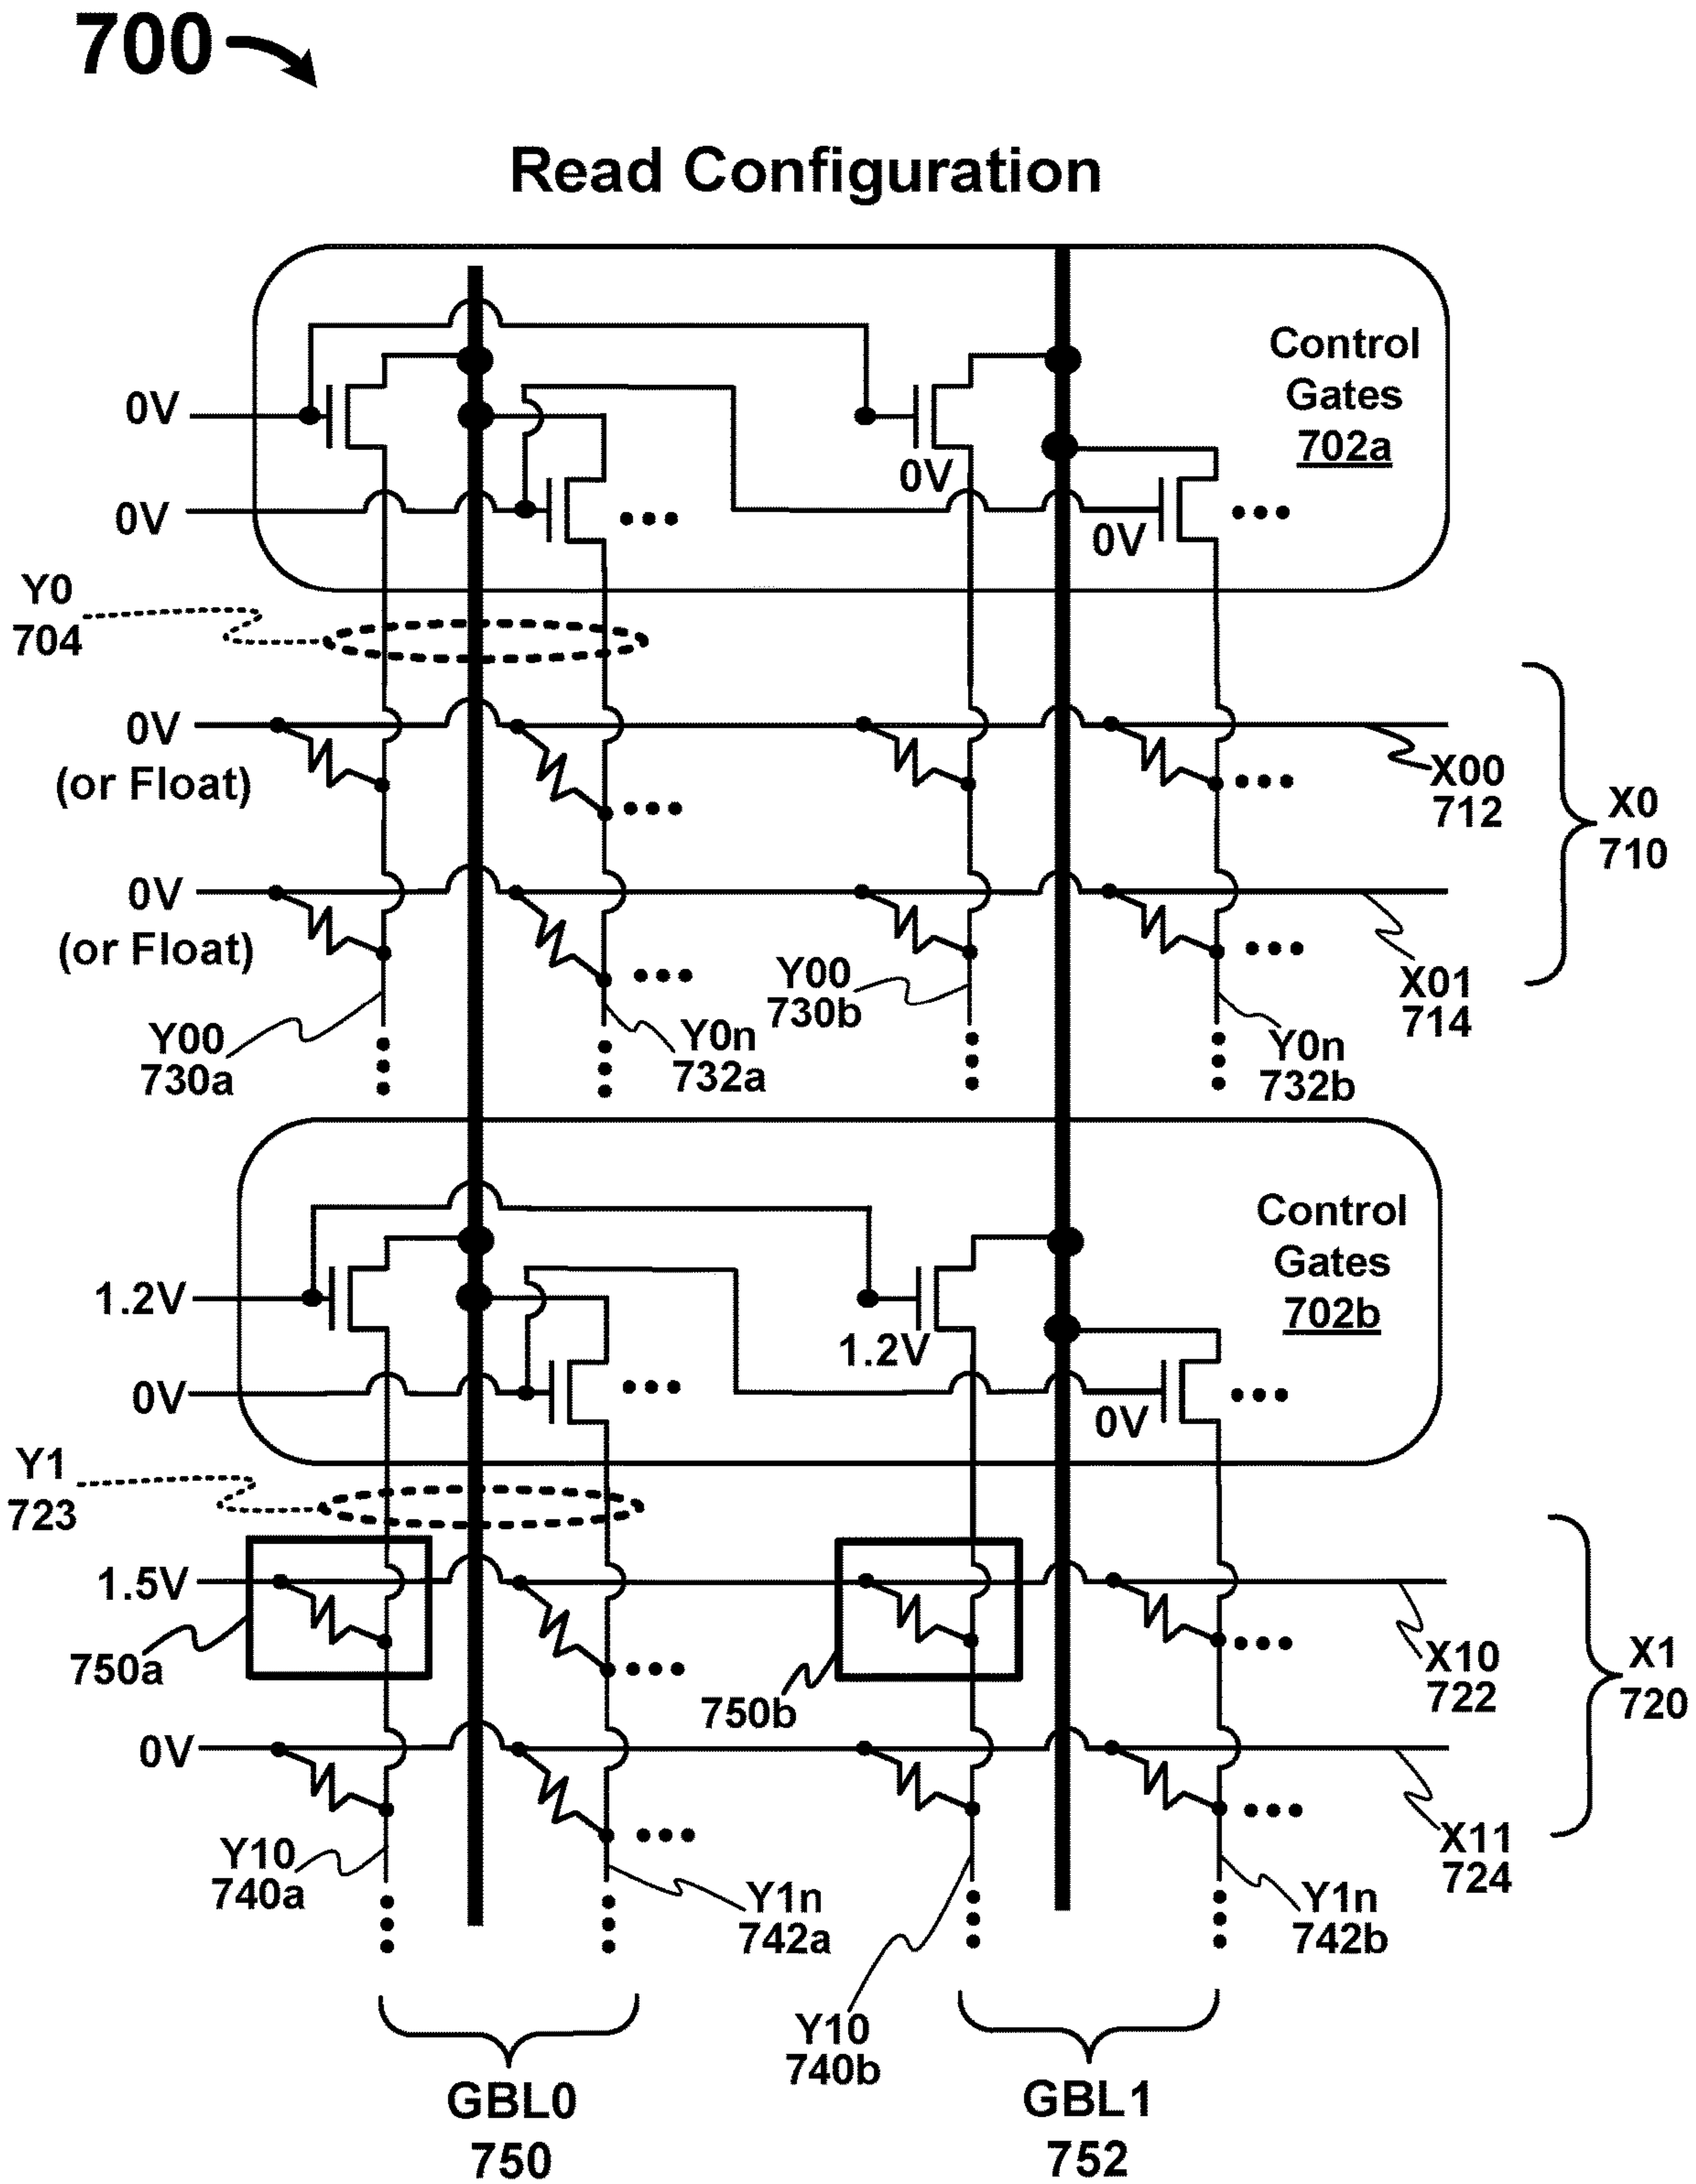 700
Read Configuration
Control
Gates
702a
0V
0V
0V
0V
Y0
704
0V
(or Float)
X00
712
X0
710
0V
(or Float)
X01
714
Y00
730a
Y0n
732a
Y00
730b
Y0n
732b
Control
Gates
702b
1.2V
1.2V
0V
0V
Y1
723
1.5V
750a
750b
X10
722
X1
720
0V
X11
724
Y10
740a
Y1n
742a
Y10
740b
Y1n
742b
GBL0
750
GBL1
752